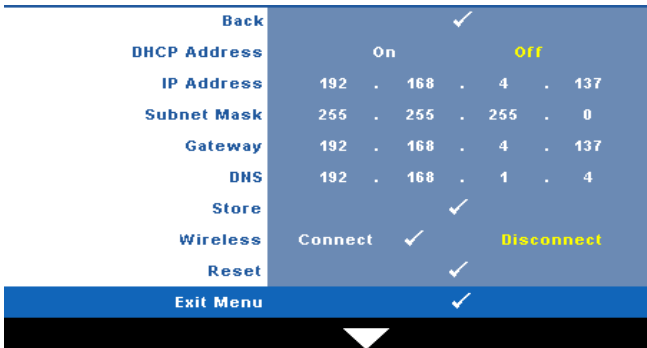 Back ✓
DHCP Address On Off
IP Address 192 . 168 . 4 . 137
Subnet Mask 255 . 255 . 255 . 0
Gateway 192 . 168 . 4 . 137
DNS 192 . 168 . 1 . 4
Store ✓
Wireless Connect ✓ Disconnect
Reset ✓
Exit Menu ✓